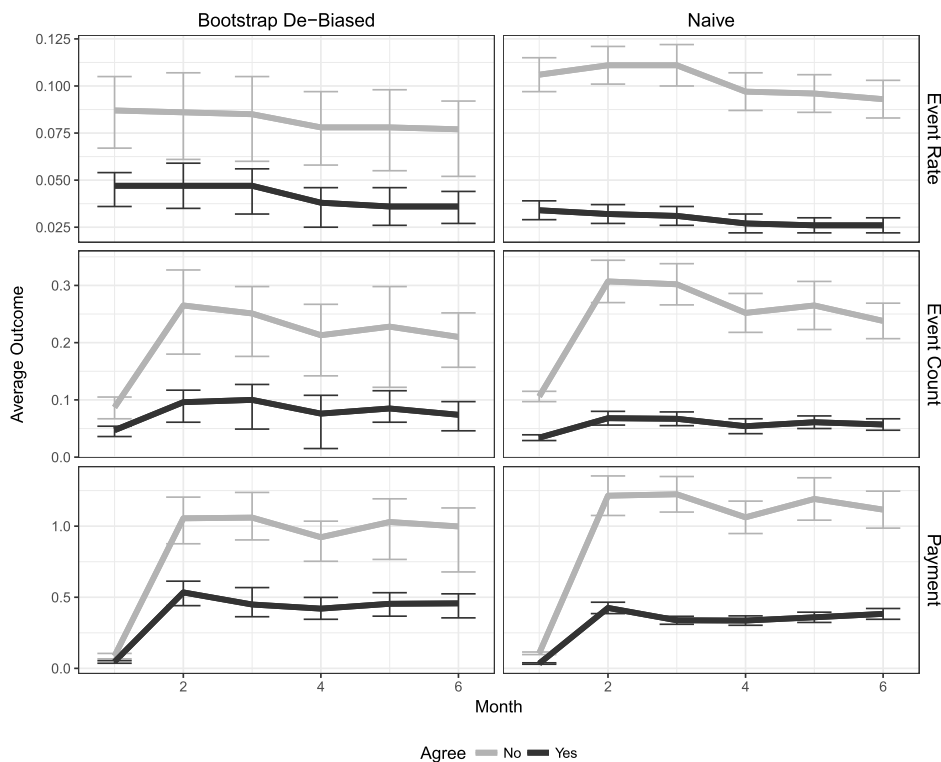 Bootstrap De−Biased
Naive
0.125
0.100
0.075
0.050
0.025
Event Rate
0.3
0.2
0.1
0.0
Event Count
1.0
0.5
0.0
Payment
Average Outcome
2
4
6
2
4
6
Month
Agree No Yes